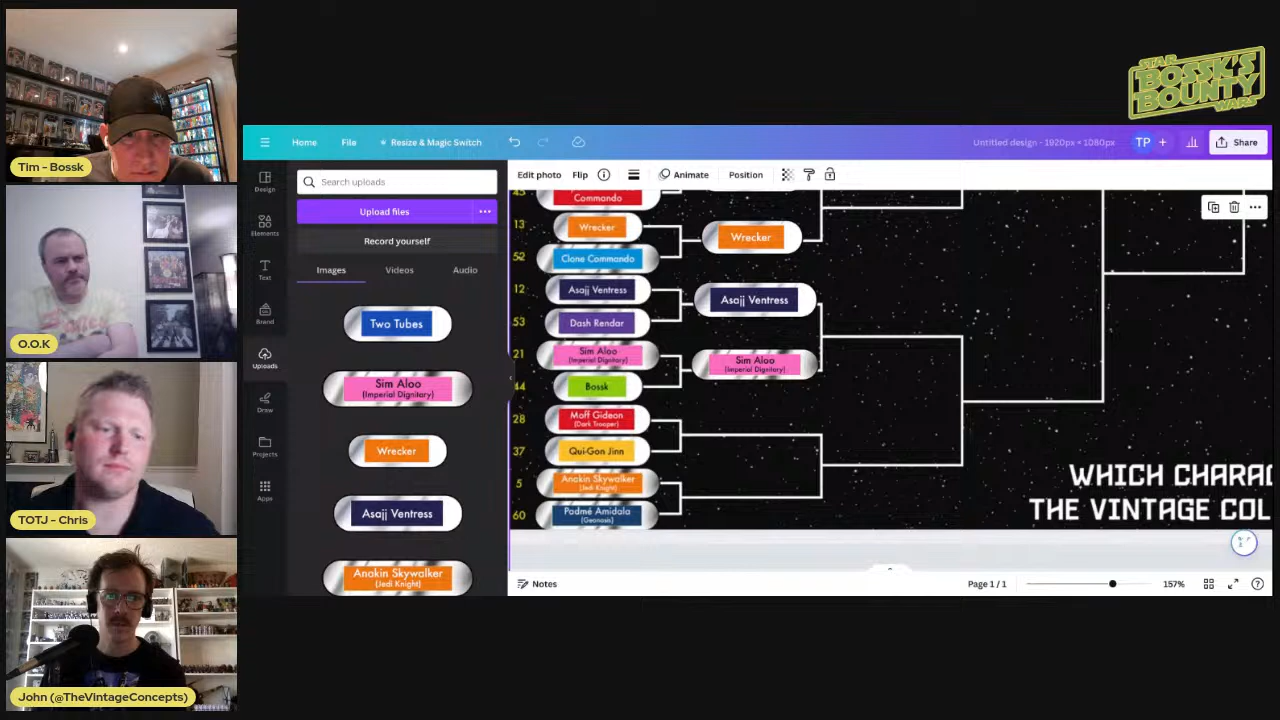 STAR
BOSSK'S
BOUNTY
WARS
Tim - Bossk
O.O.K
TOTJ - Chris
John (@TheVintageConcepts)
Home
File
Resize & Magic Switch
Untitled design - 1920px × 1080px
TP
+
Share
Design
Elements
Text
Brand
Uploads
Draw
Projects
Apps
Search uploads
Upload files
Record yourself
Images
Videos
Audio
Two Tubes
Sim Aloo
(Imperial Dignitary)
Wrecker
Asajj Ventress
Anakin Skywalker
(Jedi Knight)
Edit photo
Flip
Animate
Position
45
Commando
13
Wrecker
52
Clone Commando
12
Asajj Ventress
53
Dash Rendar
21
Sim Aloo
(Imperial Dignitary)
44
Bossk
28
Moff Gideon
(Dark Trooper)
37
Qui-Gon Jinn
5
Anakin Skywalker
(Jedi Knight)
60
Padmé Amidala
(Geonosis)
Wrecker
Asajj Ventress
Sim Aloo
(Imperial Dignitary)
WHICH CHARAC
THE VINTAGE COL
Notes
Page 1 / 1
157%